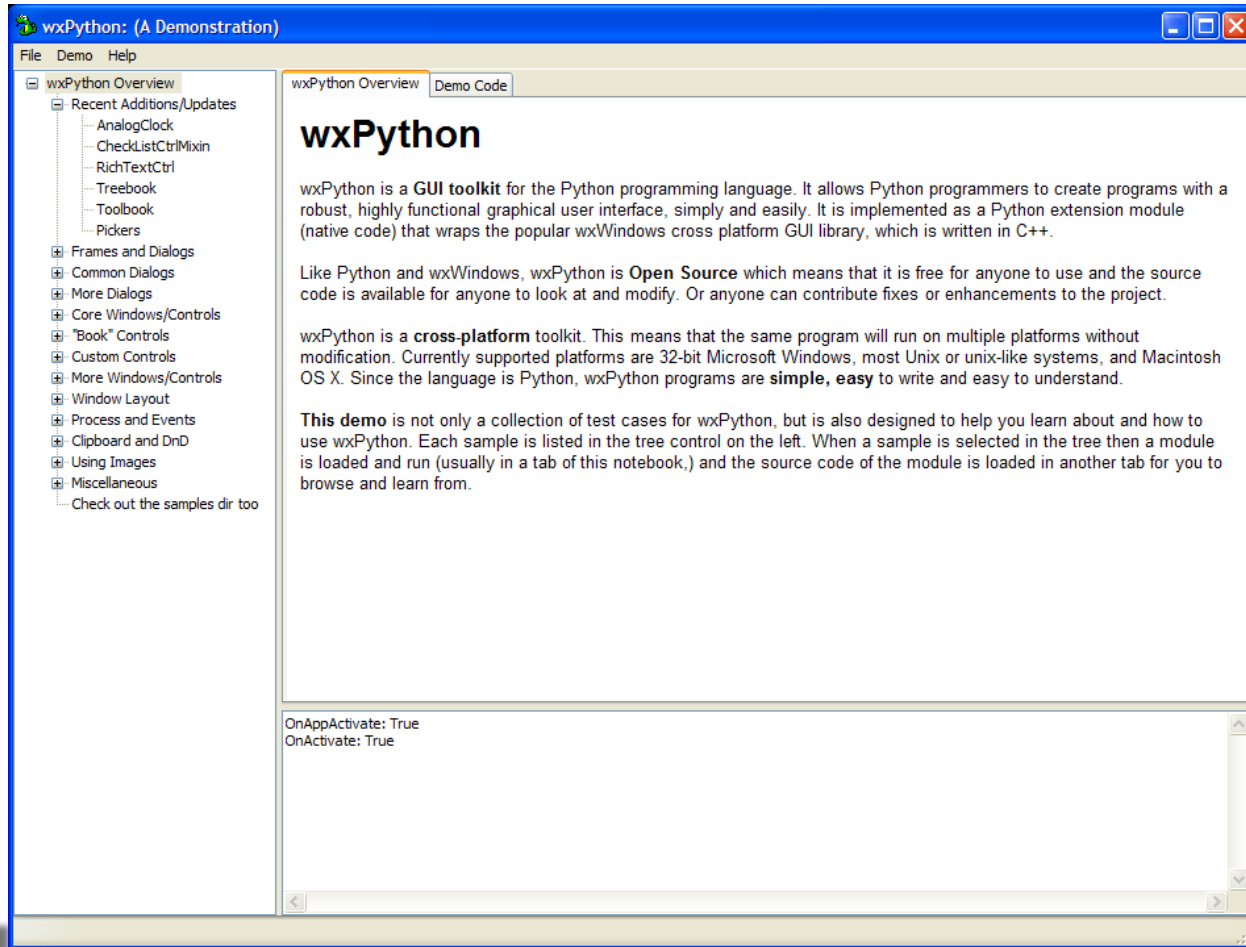 wxPython: (A Demonstration)
File Demo Help
wxPython Overview
Recent Additions/Updates
AnalogClock
CheckListCtrlMixin
RichTextCtrl
Treebook
Toolbook
Pickers
Frames and Dialogs
Common Dialogs
More Dialogs
Core Windows/Controls
"Book" Controls
Custom Controls
More Windows/Controls
Window Layout
Process and Events
Clipboard and DnD
Using Images
Miscellaneous
Check out the samples dir too
wxPython Overview Demo Code
wxPython
wxPython is a GUI toolkit for the Python programming language. It allows Python programmers to create programs with a
robust, highly functional graphical user interface, simply and easily. It is implemented as a Python extension module
(native code) that wraps the popular wxWindows cross platform GUI library, which is written in C++.
Like Python and wxWindows, wxPython is Open Source which means that it is free for anyone to use and the source
code is available for anyone to look at and modify. Or anyone can contribute fixes or enhancements to the project.
wxPython is a cross-platform toolkit. This means that the same program will run on multiple platforms without
modification. Currently supported platforms are 32-bit Microsoft Windows, most Unix or unix-like systems, and Macintosh
OS X. Since the language is Python, wxPython programs are simple, easy to write and easy to understand.
This demo is not only a collection of test cases for wxPython, but is also designed to help you learn about and how to
use wxPython. Each sample is listed in the tree control on the left. When a sample is selected in the tree then a module
is loaded and run (usually in a tab of this notebook,) and the source code of the module is loaded in another tab for you to
browse and learn from.
OnAppActivate: True
OnActivate: True